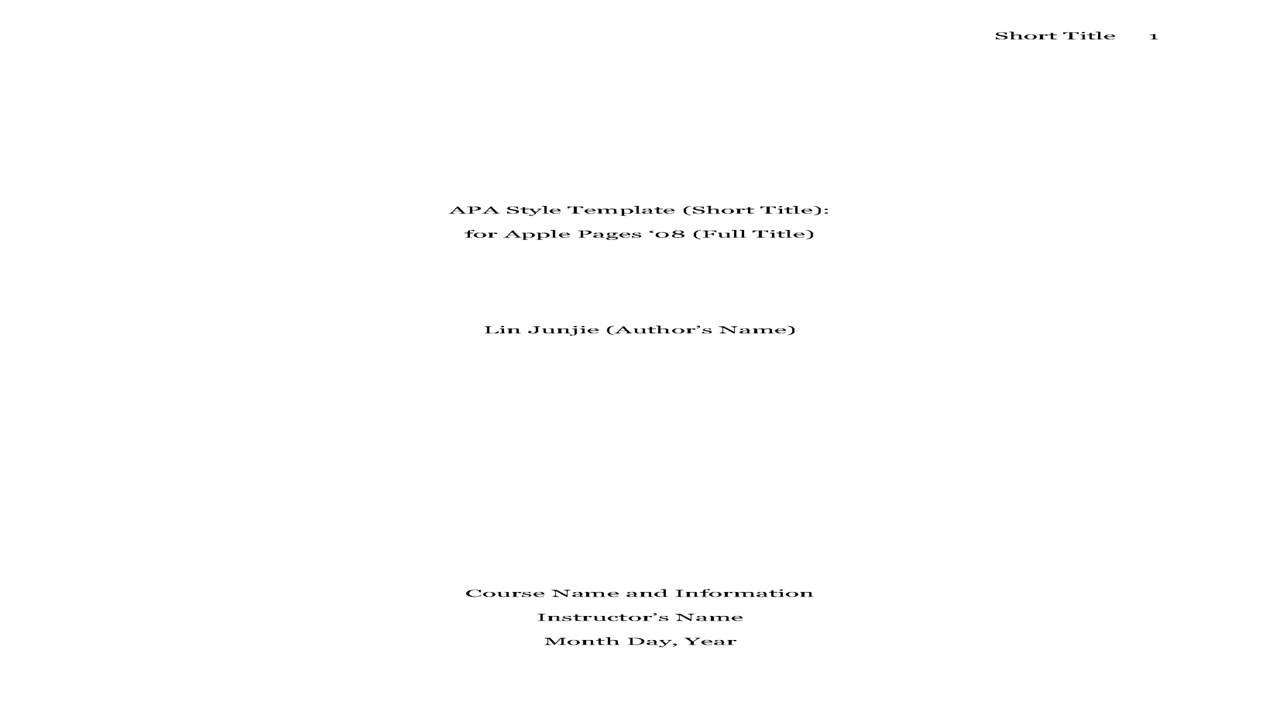 Short Title 1
APA Style Template (Short Title):
for Apple Pages ‘08 (Full Title)
Lin Junjie (Author’s Name)
Course Name and Information
Instructor’s Name
Month Day, Year